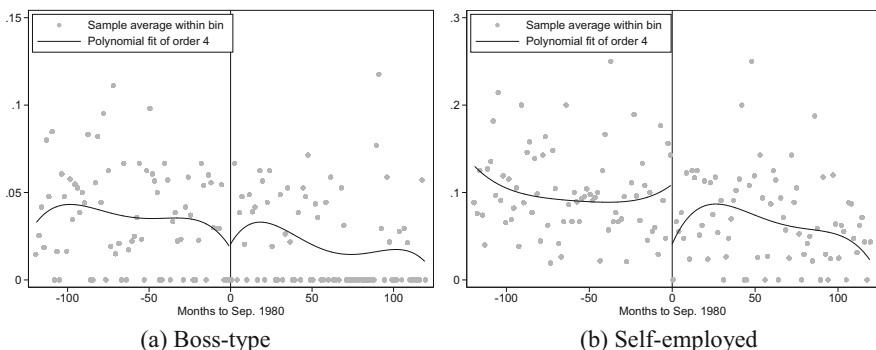 .15
Sample average within bin
Polynomial fit of order 4
.1
.05
0
-100
-50
0
50
100
Months to Sep. 1980
(a) Boss-type
.3
Sample average within bin
Polynomial fit of order 4
.2
.1
0
-100
-50
0
50
100
Months to Sep. 1980
(b) Self-employed